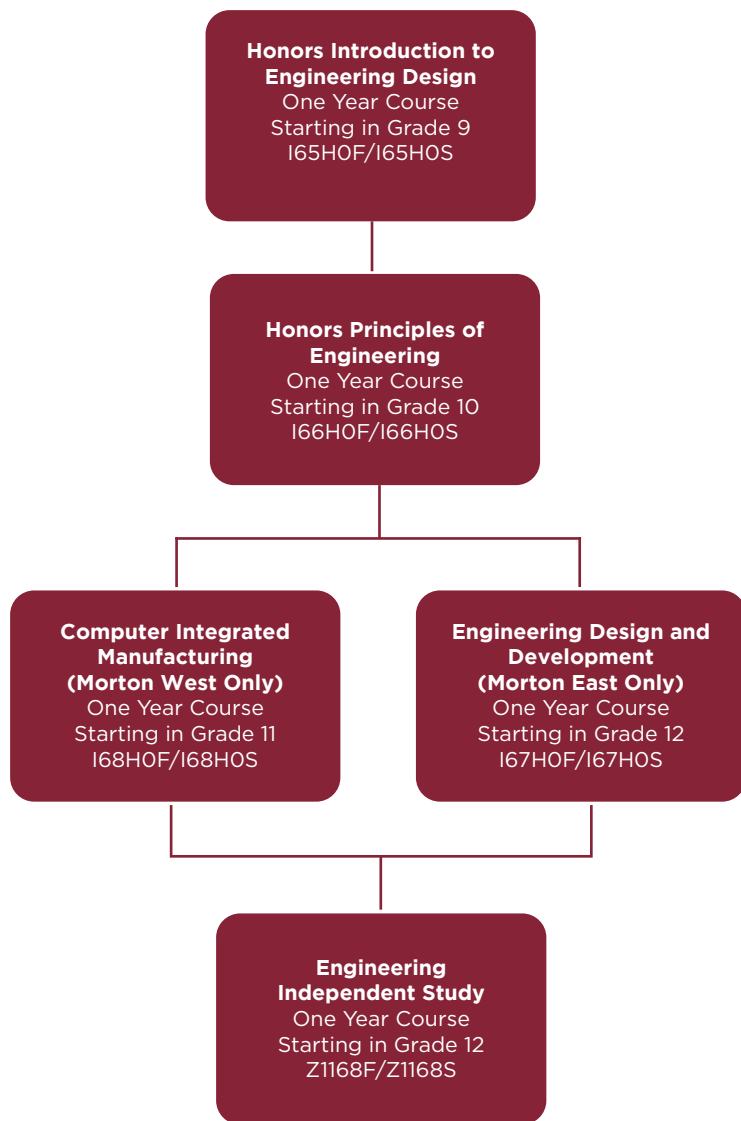 Honors Introduction to
Engineering Design
One Year Course
Starting in Grade 9
I65H0F/I65H0S
Honors Principles of
Engineering
One Year Course
Starting in Grade 10
I66H0F/I66H0S
Computer Integrated
Manufacturing
(Morton West Only)
One Year Course
Starting in Grade 11
I68H0F/I68H0S
Engineering Design and
Development
(Morton East Only)
One Year Course
Starting in Grade 12
I67H0F/I67H0S
Engineering
Independent Study
One Year Course
Starting in Grade 12
Z1168F/Z1168S